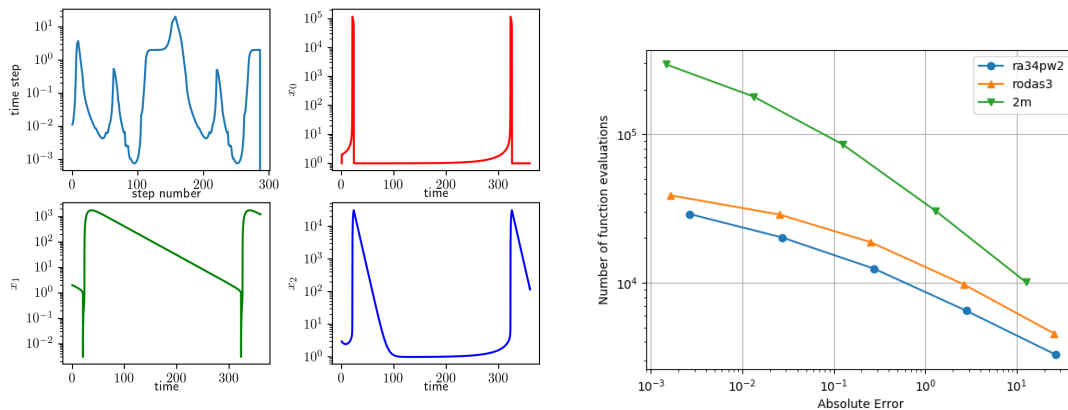 10¹
10⁰
10⁻¹
10⁻²
10⁻³
time step
0 100 200 300
step number
10⁵
10⁴
10³
10²
10¹
10⁰
x₀
0 100 200 300
time
10³
10²
10¹
10⁰
10⁻¹
10⁻²
x₁
0 100 200 300
time
10⁴
10³
10²
10¹
10⁰
x₂
0 100 200 300
time
ra34pw2
rodas3
2m
10⁵
10⁴
Number of function evaluations
10⁻³ 10⁻² 10⁻¹ 10⁰ 10¹
Absolute Error